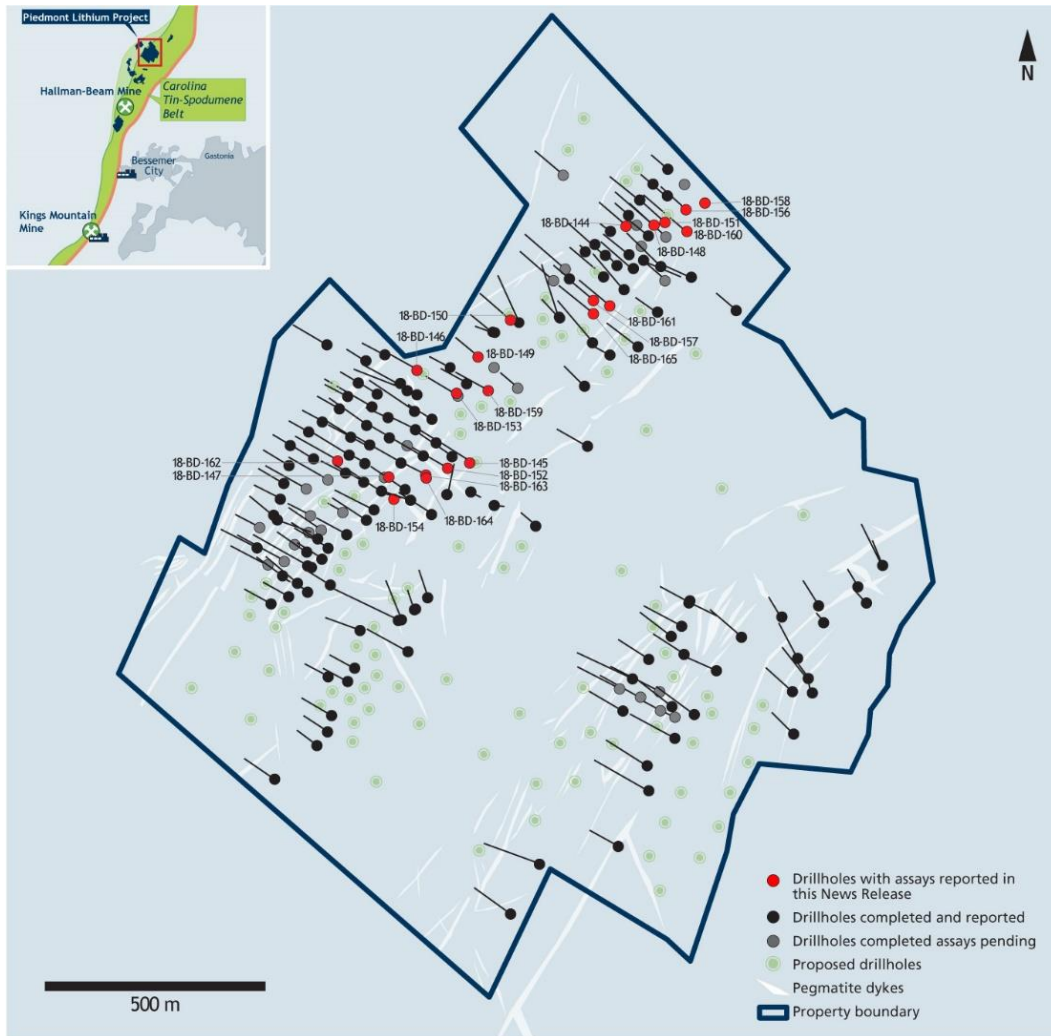 Piedmont Lithium Project
Hallman-Beam Mine
Carolina
Tin-Spodumene
Belt
Bessemer
City
Gastonia
Kings Mountain
Mine
N
18-BD-158
18-BD-156
18-BD-144
18-BD-151
18-BD-160
18-BD-148
18-BD-150
18-BD-161
18-BD-146
18-BD-157
18-BD-149
18-BD-165
18-BD-159
18-BD-153
18-BD-162
18-BD-145
18-BD-147
18-BD-152
18-BD-163
18-BD-154
18-BD-164
Drillholes with assays reported in
this News Release
Drillholes completed and reported
Drillholes completed assays pending
Proposed drillholes
Pegmatite dykes
Property boundary
500 m